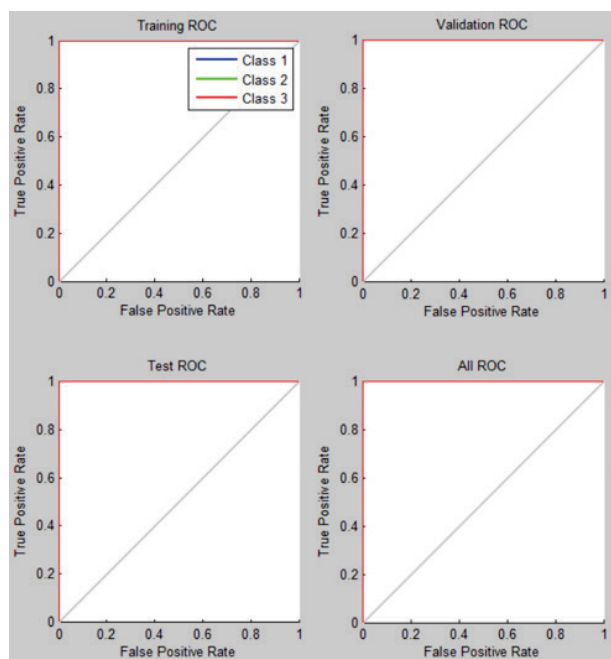 Training ROC
1
0.8
0.6
0.4
0.2
0
True Positive Rate
Class 1
Class 2
Class 3
0 0.2 0.4 0.6 0.8 1
False Positive Rate
Validation ROC
1
0.8
0.6
0.4
0.2
0
True Positive Rate
0 0.2 0.4 0.6 0.8 1
False Positive Rate
Test ROC
1
0.8
0.6
0.4
0.2
0
True Positive Rate
0 0.2 0.4 0.6 0.8 1
False Positive Rate
All ROC
1
0.8
0.6
0.4
0.2
0
True Positive Rate
0 0.2 0.4 0.6 0.8 1
False Positive Rate